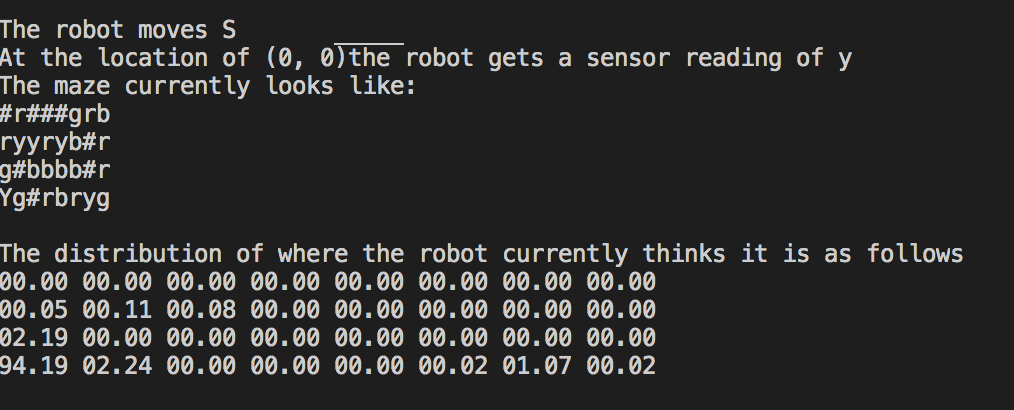 The robot moves S
At the location of (0, 0)the robot gets a sensor reading of y
The maze currently looks like:
#r###grb
ryyryb#r
g#bbbb#r
Yg#rbryg
The distribution of where the robot currently thinks it is as follows
00.00 00.00 00.00 00.00 00.00 00.00 00.00 00.00
00.05 00.11 00.08 00.00 00.00 00.00 00.00 00.00
02.19 00.00 00.00 00.00 00.00 00.00 00.00 00.00
94.19 02.24 00.00 00.00 00.00 00.02 01.07 00.02